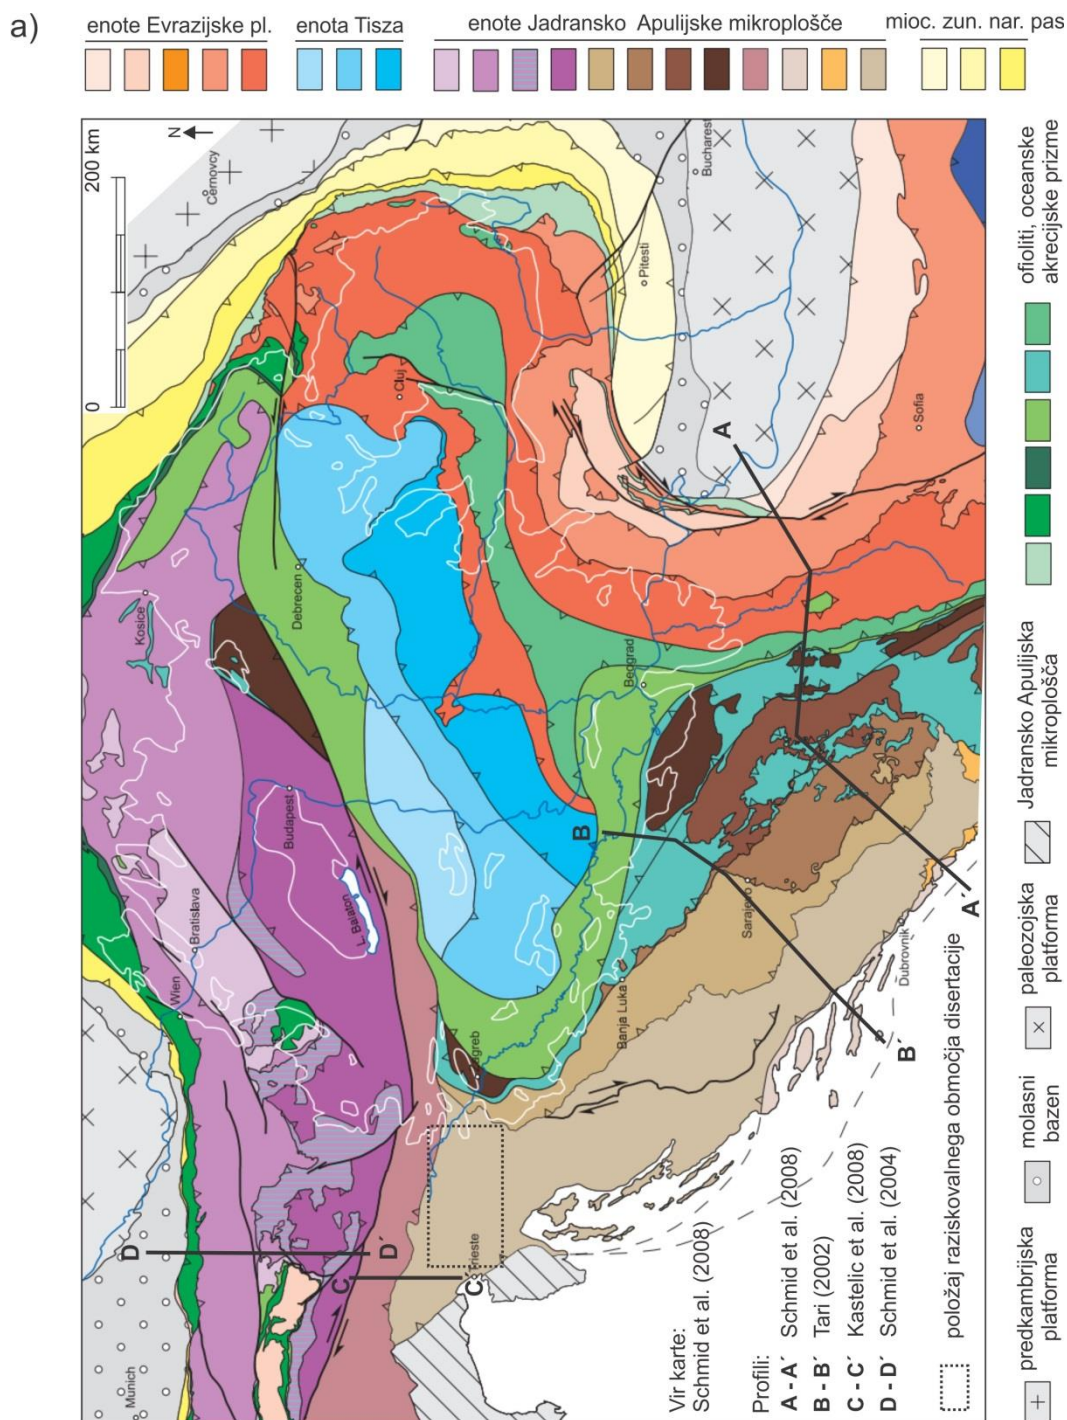 a)
enote Evrazijske pl.
enota Tisza
enote Jadransko Apulijske mikroplošče
mioc. zun. nar. pas
200 km
0
N
Černovcy
Bucharest
Pitesti
Cluj
Sofia
A
Kosice
Debrecen
Beograd
Budapest
L. Balaton
Bratislava
Wien
B
Sarajevo
Banja Luka
Dubrovnik
A´
B´
Zagreb
Trieste
D
D´
C
C´
Munich
Vir karte:
Schmid et al. (2008)
Profili:
A - A´ Schmid et al. (2008)
B - B´ Tari (2002)
C - C´ Kastelic et al. (2008)
D - D´ Schmid et al. (2004)
položaj raziskovalnega območja disertacije
predkambrijska
platforma
molasni
bazen
paleozojska
platforma
Jadransko Apulijska
mikroplošča
ofioliti, oceanske
akrecijske prizme